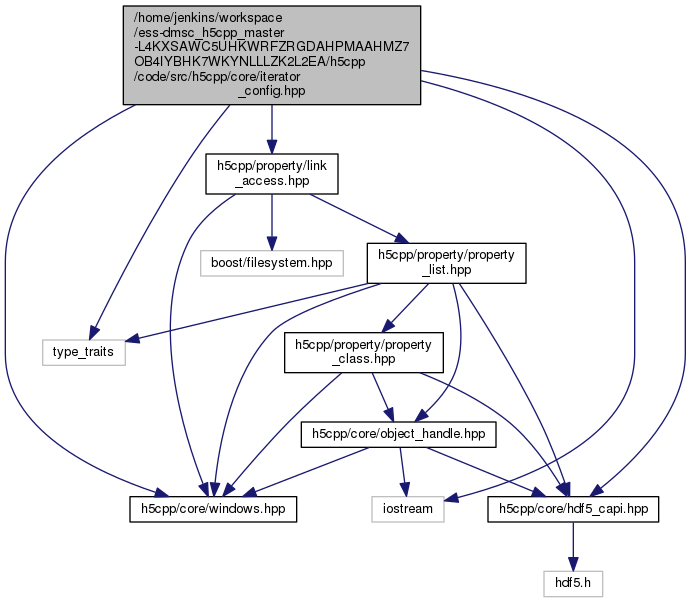 /home/jenkins/workspace
/ess-dmsc_h5cpp_master
-L4KXSAWC5UHKWRFZRGDAHPMAAHMZ7
OB4IYBHK7WKYNLLLZK2L2EA/h5cpp
/code/src/h5cpp/core/iterator
_config.hpp
h5cpp/property/link
_access.hpp
boost/filesystem.hpp
h5cpp/property/property
_list.hpp
type_traits
h5cpp/property/property
_class.hpp
h5cpp/core/object_handle.hpp
h5cpp/core/windows.hpp
iostream
h5cpp/core/hdf5_capi.hpp
hdf5.h